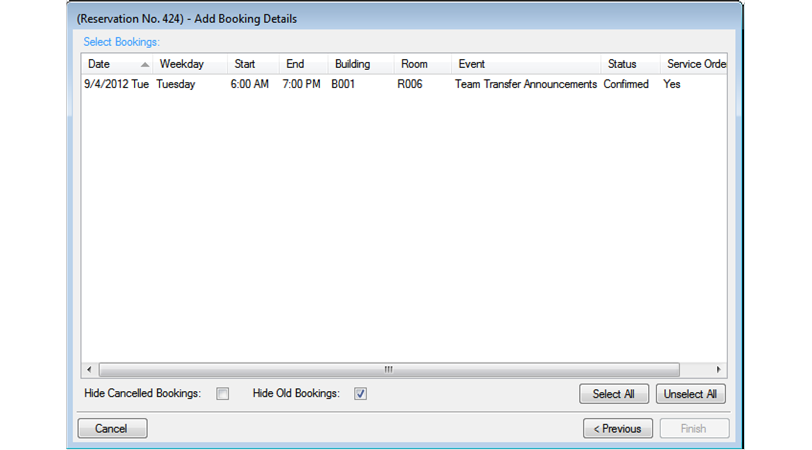 (Reservation No. 424) - Add Booking Details
Select Bookings:
Date Weekday Start End Building Room Event Status Service Orde
9/4/2012 Tue Tuesday 6:00 AM 7:00 PM B001 R006 Team Transfer Announcements Confirmed Yes
Hide Cancelled Bookings: Hide Old Bookings: Select All Unselect All
Cancel < Previous Finish